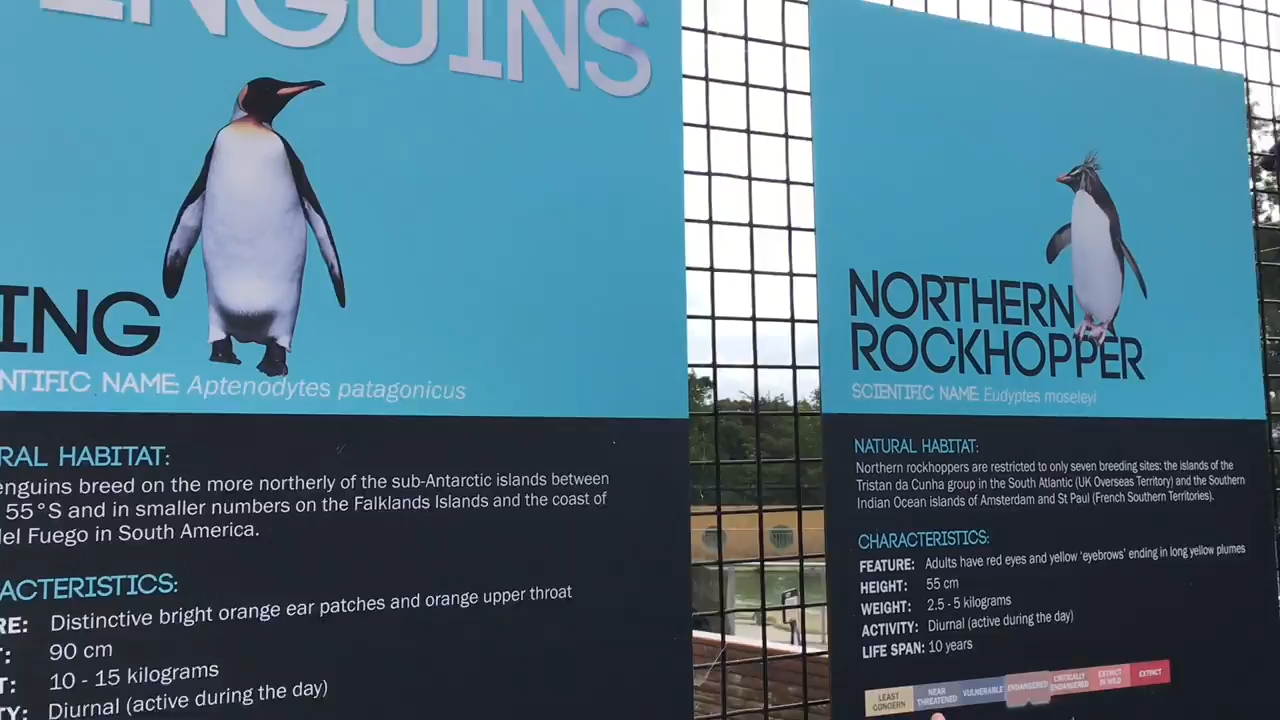 ENGUINS
ING
NTIFIC NAME: Aptenodytes patagonicus
RAL HABITAT:
enguins breed on the more northerly of the sub-Antarctic islands between
55°S and in smaller numbers on the Falklands Islands and the coast of
del Fuego in South America.
ACTERISTICS:
RE: Distinctive bright orange ear patches and orange upper throat
T: 90 cm
T: 10 - 15 kilograms
TY: Diurnal (active during the day)
NORTHERN
ROCKHOPPER
SCIENTIFIC NAME: Eudyptes moseleyi
NATURAL HABITAT:
Northern rockhoppers are restricted to only seven breeding sites: the islands of the
Tristan da Cunha group in the South Atlantic (UK Overseas Territory) and the Southern
Indian Ocean islands of Amsterdam and St Paul (French Southern Territories).
CHARACTERISTICS:
FEATURE: Adults have red eyes and yellow 'eyebrows' ending in long yellow plumes
HEIGHT: 55 cm
WEIGHT: 2.5 - 5 kilograms
ACTIVITY: Diurnal (active during the day)
LIFE SPAN: 10 years
LEAST CONCERN NEAR THREATENED VULNERABLE ENDANGERED CRITICALLY ENDANGERED EXTINCT IN WILD EXTINCT